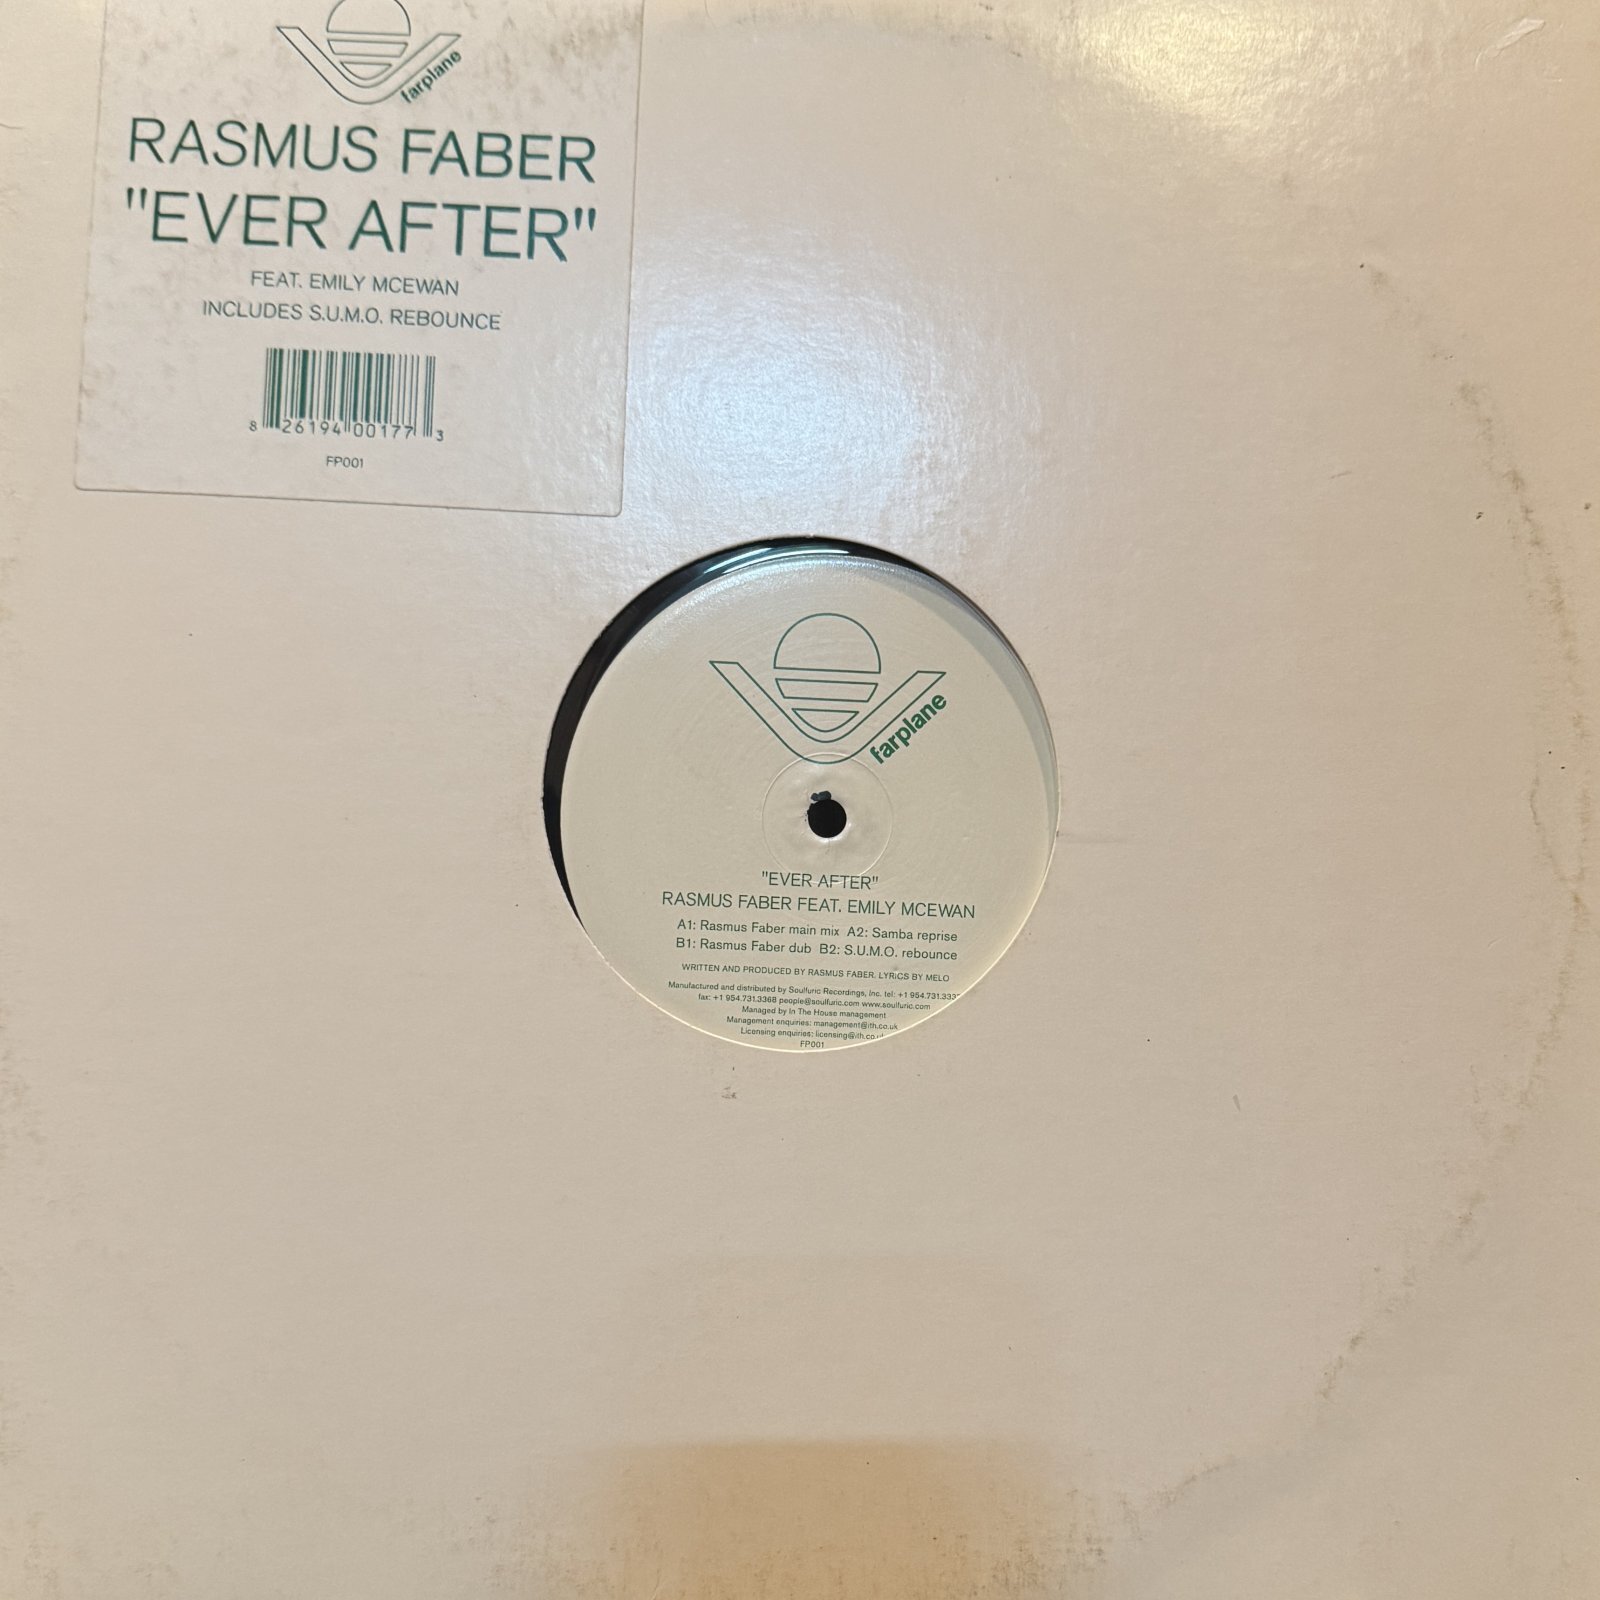 farplane
RASMUS FABER
"EVER AFTER"
FEAT. EMILY MCEWAN
INCLUDES S.U.M.O. REBOUNCE
8 26194 00177 3
FP001
farplane
"EVER AFTER"
RASMUS FABER FEAT. EMILY MCEWAN
A1: Rasmus Faber main mix A2: Samba reprise
B1: Rasmus Faber dub B2: S.U.M.O. rebounce
WRITTEN AND PRODUCED BY RASMUS FABER. LYRICS BY MELO
Manufactured and distributed by Soulfuric Recordings, Inc. tel: +1 954.731.333
fax: +1 954.731.3368 people@soulfuric.com www.soulfuric.com
Managed by In The House management
Management enquiries: management@ith.co.uk
Licensing enquiries: licensing@ith.co.u
FP001